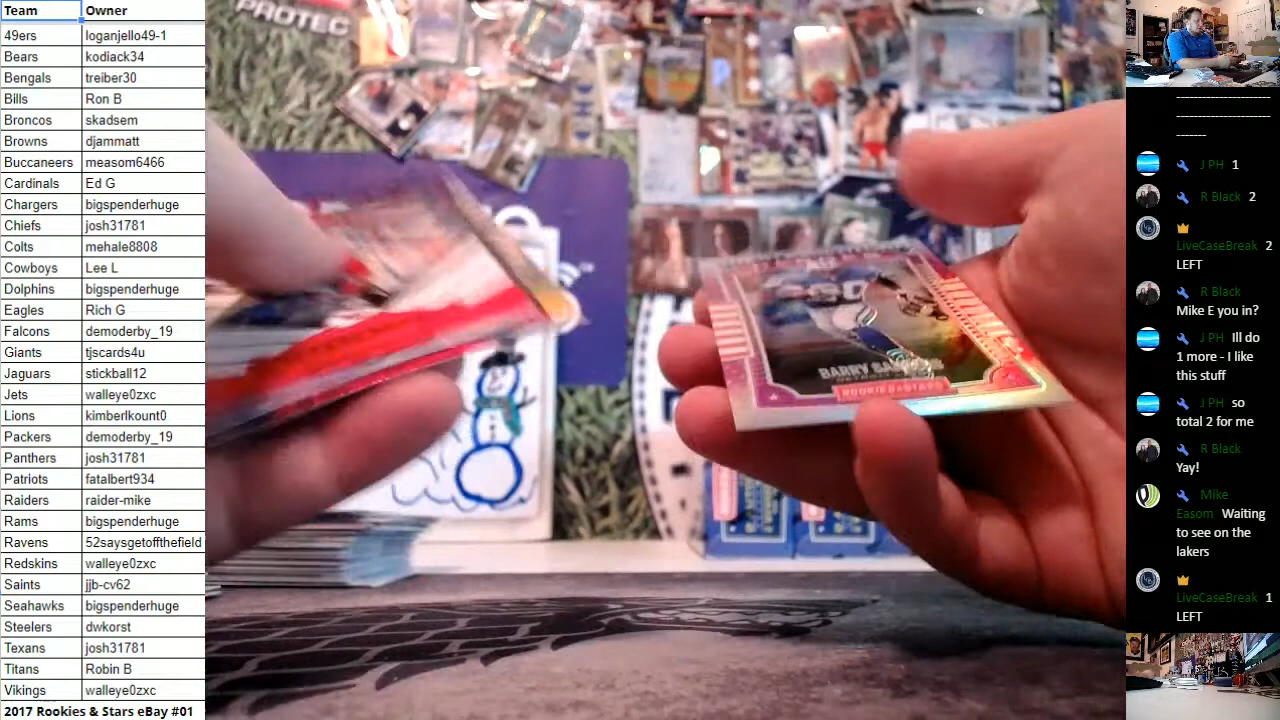 Team Owner
49ers loganjello49-1
Bears kodiack34
Bengals treiber30
Bills Ron B
Broncos skadsem
Browns djammatt
Buccaneers measom6466
Cardinals Ed G
Chargers bigspenderhuge
Chiefs josh31781
Colts mehale8808
Cowboys Lee L
Dolphins bigspenderhuge
Eagles Rich G
Falcons demoderby_19
Giants tjscards4u
Jaguars stickball12
Jets walleye0zxc
Lions kimberlkount0
Packers demoderby_19
Panthers josh31781
Patriots fatalbert934
Raiders raider-mike
Rams bigspenderhuge
Ravens 52saysgetoffthefield
Redskins walleye0zxc
Saints jjb-cv62
Seahawks bigspenderhuge
Steelers dwkorst
Texans josh31781
Titans Robin B
Vikings walleye0zxc
2017 Rookies & Stars eBay #01
PROTEC
BARRY
ROOKIES & STARS
J PH 1
R Black 2
LiveCaseBreak 2
LEFT
R Black
Mike E you in?
J PH Ill do
1 more - I like
this stuff
J PH so
total 2 for me
R Black
Yay!
Mike
Easom Waiting
to see on the
lakers
LiveCaseBreak 1
LEFT